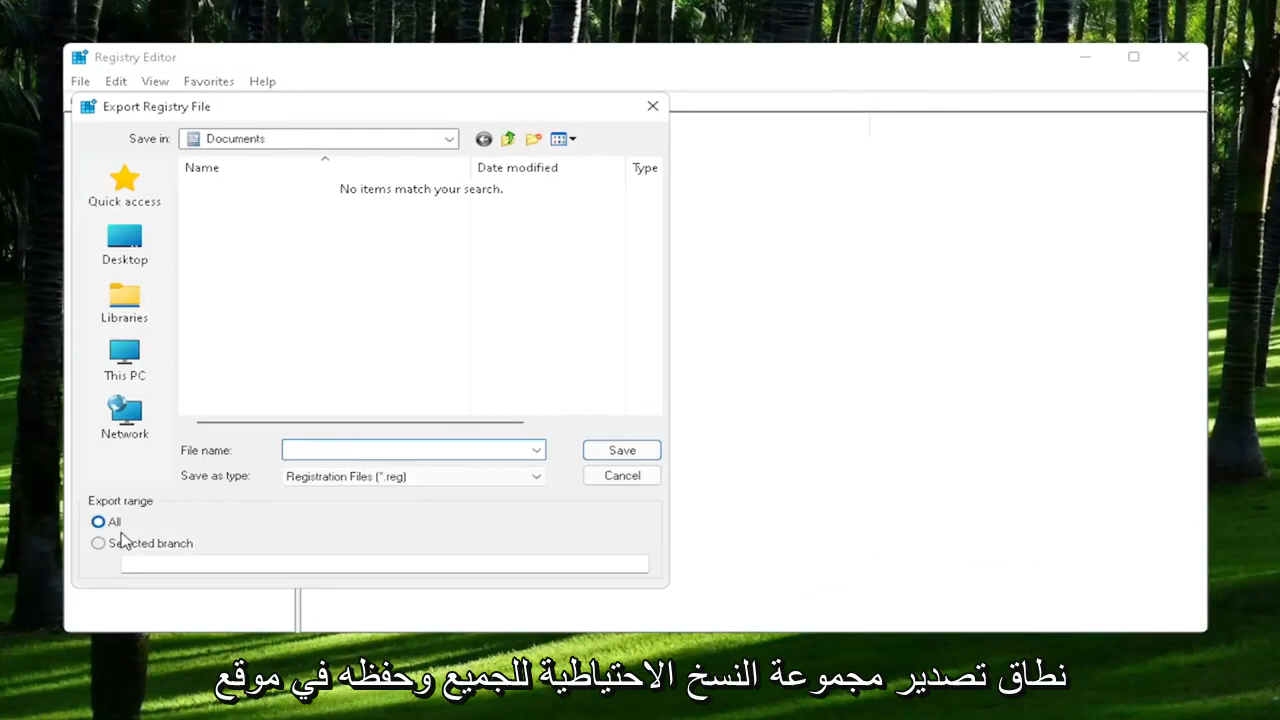 Registry Editor
File Edit View Favorites Help
Export Registry File
Save in: Documents
Name Date modified Type
No items match your search.
Quick access
Desktop
Libraries
This PC
Network
File name: Save
Save as type: Registration Files (*.reg) Cancel
Export range
All
Selected branch
نطاق تصدير مجموعة النسخ الاحتياطية للجميع وحفظه في موقع